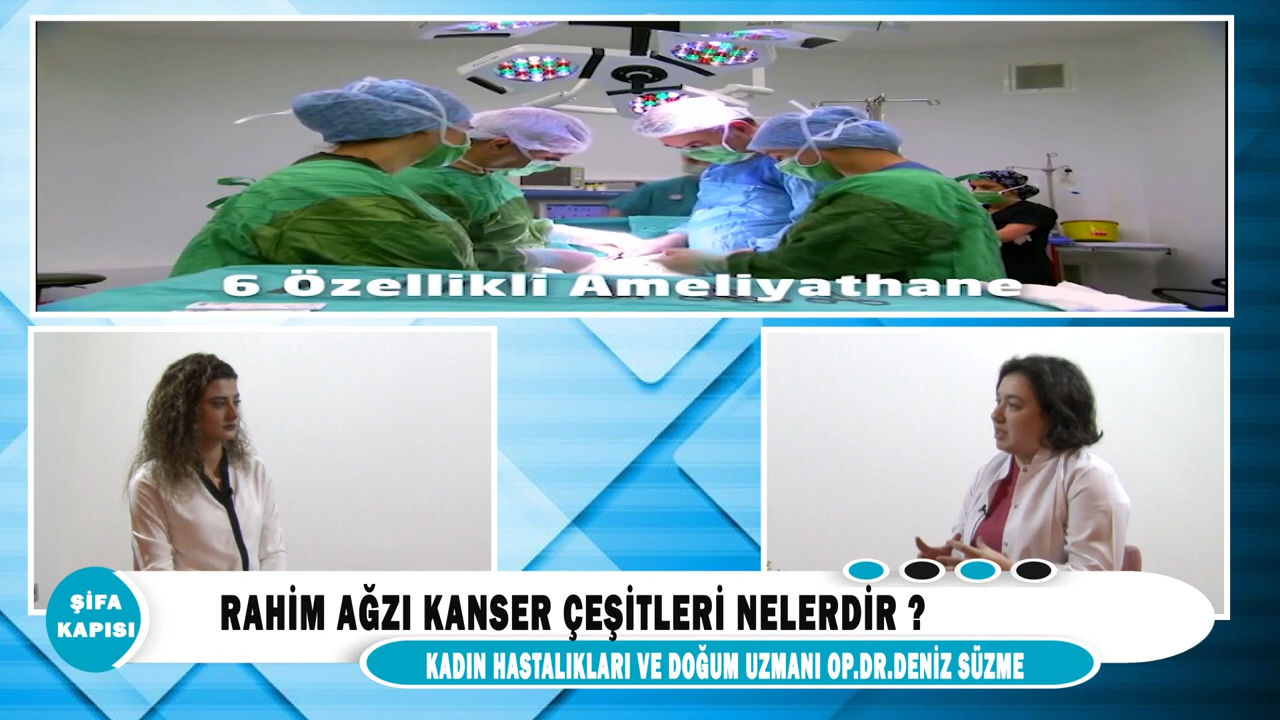 6 Özellikli Ameliyathane
ŞİFA
KAPISI
RAHİM AĞZI KANSER ÇEŞİTLERİ NELERDİR ?
KADIN HASTALIKLARI VE DOĞUM UZMANI OP.DR.DENİZ SÜZME